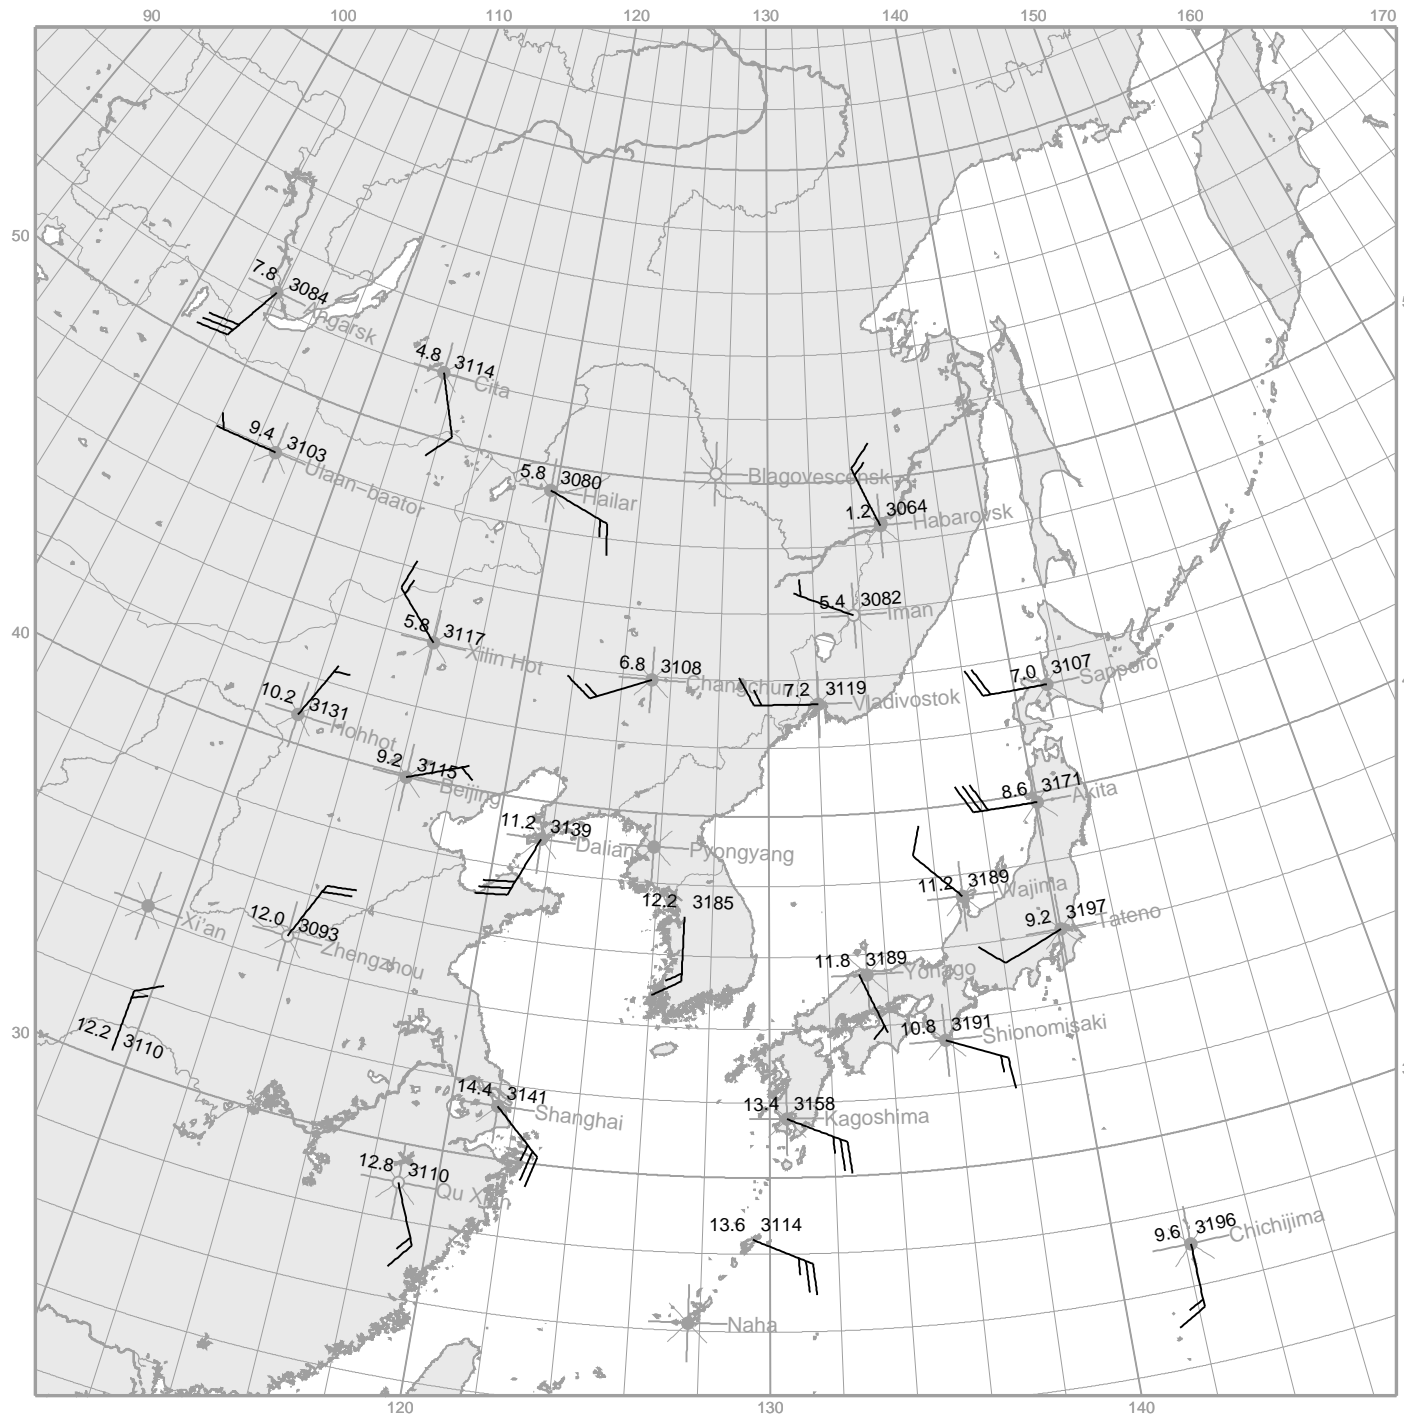 90 100 110 120 130 140 150 160 170
50
7.8 3084
Angarsk
4.8 3114
Cita
9.4 3103
Ulaan-baator
5.8 3080
Hailar
Blagovescensk
1.2 3064
Habarovsk
5.4 3082
Iman
40
5.8 3117
Xilin Hot
6.8 3108
Changchun
7.2 3119
Vladivostok
7.0 3107
Sapporo
10.2 3131
Hohhot
9.2 3115
Beijing
8.6 3171
Akita
11.2 3139
Dalian
Pyongyang
11.2 3189
Wajima
12.2 3185
9.2 3197
Tateno
Xi'an
12.0 3093
Zhengzhou
11.8 3189
Yonago
30
12.2 3110
10.8 3191
Shionomisaki
14.4 3141
Shanghai
13.4 3158
Kagoshima
12.8 3110
Qu Xian
13.6 3114
9.6 3196
Chichijima
Naha
120 130 140